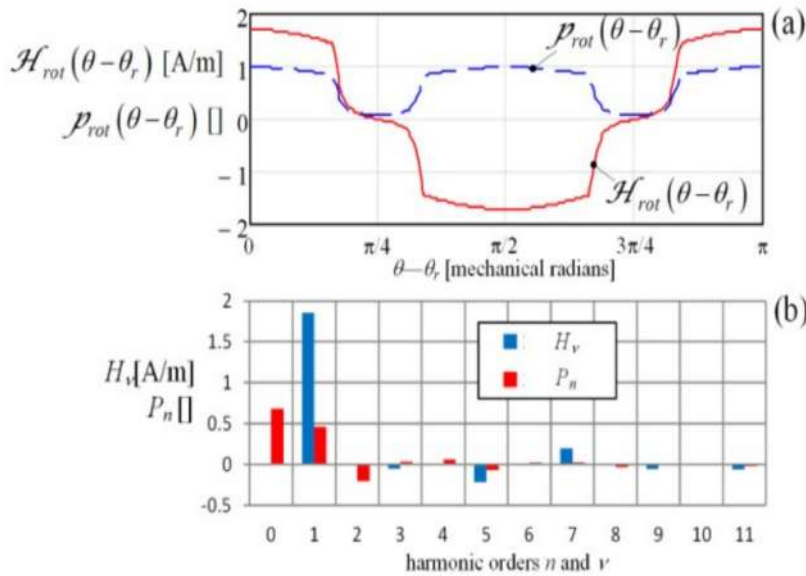 (a)
𝓗rot(θ−θr) [A/m]
𝓅rot(θ−θr) []
2
1
0
−1
−2
𝓅rot(θ−θr)
𝓗rot(θ−θr)
0 π/4 π/2 3π/4 π
θ—θr [mechanical radians]
(b)
Hν[A/m]
Pn []
2
1.5
1
0.5
0
-0.5
Hν
Pn
0 1 2 3 4 5 6 7 8 9 10 11
harmonic orders n and ν